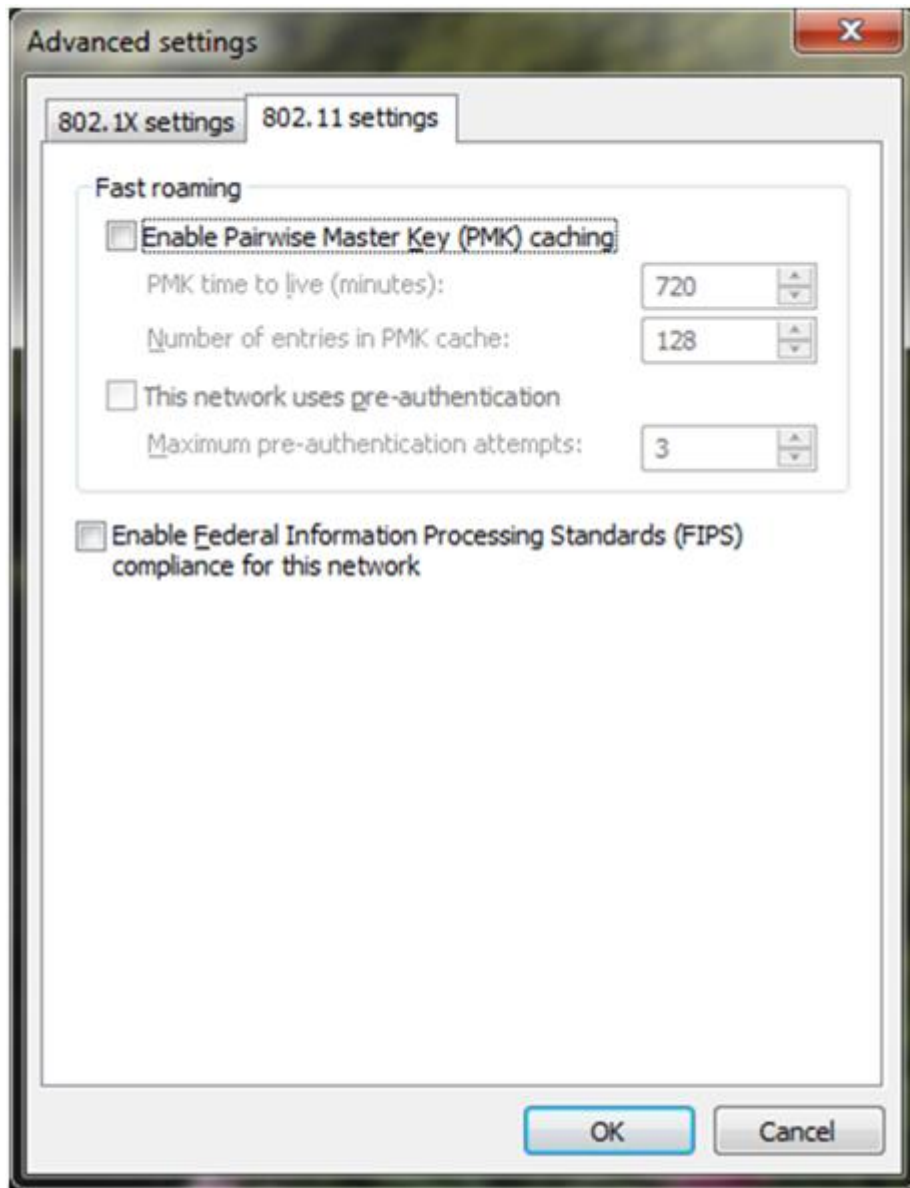 Advanced settings
802.1X settings 802.11 settings
Fast roaming
Enable Pairwise Master Key (PMK) caching
PMK time to live (minutes): 720
Number of entries in PMK cache: 128
This network uses pre-authentication
Maximum pre-authentication attempts: 3
Enable Federal Information Processing Standards (FIPS)
compliance for this network
OK Cancel